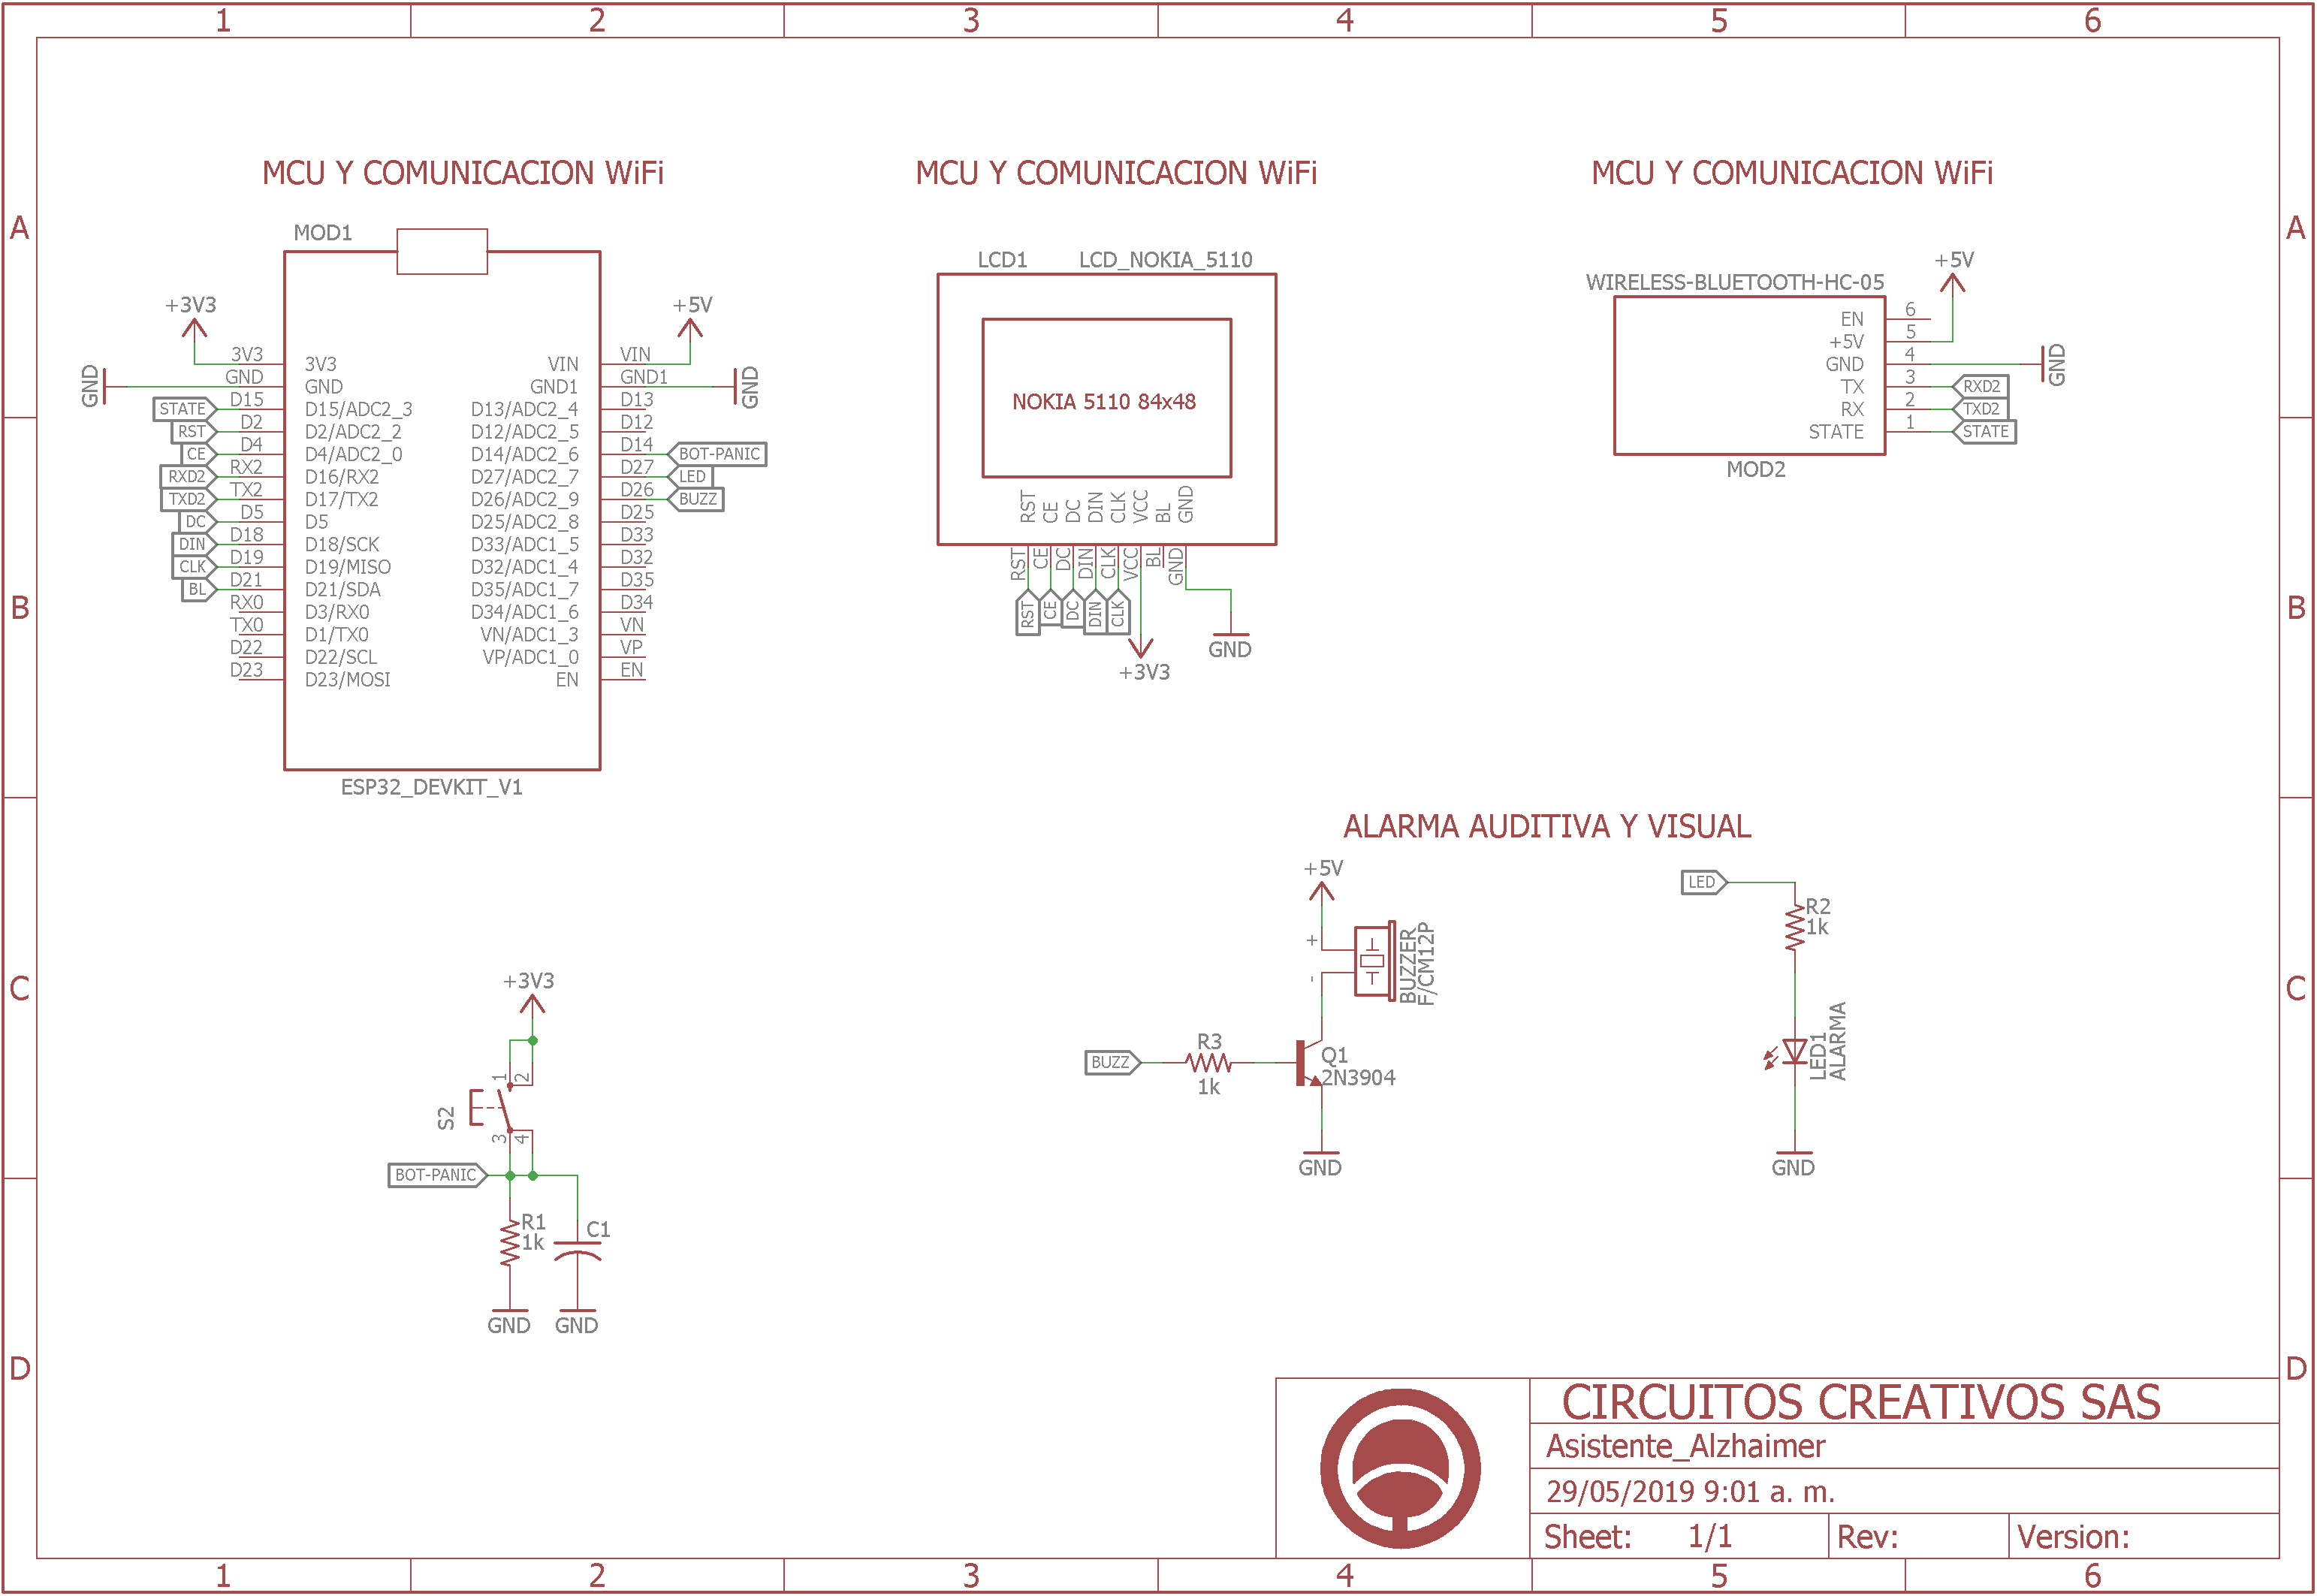 1 2 3 4 5 6
A A
B B
C C
D D
MCU Y COMUNICACION WiFi
MOD1
+3V3
+5V
GND
GND
3V3
GND
D15
D2
D4
RX2
TX2
D5
D18
D19
D21
RX0
TX0
D22
D23
STATE
RST
CE
RXD2
TXD2
DC
DIN
CLK
BL
3V3
GND
D15/ADC2_3
D2/ADC2_2
D4/ADC2_0
D16/RX2
D17/TX2
D5
D18/SCK
D19/MISO
D21/SDA
D3/RX0
D1/TX0
D22/SCL
D23/MOSI
VIN
GND1
D13/ADC2_4
D12/ADC2_5
D14/ADC2_6
D27/ADC2_7
D26/ADC2_9
D25/ADC2_8
D33/ADC1_5
D32/ADC1_4
D35/ADC1_7
D34/ADC1_6
VN/ADC1_3
VP/ADC1_0
EN
VIN
GND1
D13
D12
D14
D27
D26
D25
D33
D32
D35
D34
VN
VP
EN
BOT-PANIC
LED
BUZZ
ESP32_DEVKIT_V1
MCU Y COMUNICACION WiFi
LCD1 LCD_NOKIA_5110
NOKIA 5110 84x48
RST CE DC DIN CLK VCC BL GND
RST CE DC DIN CLK VCC BL GND
RST CE DC DIN CLK
+3V3
GND
MCU Y COMUNICACION WiFi
+5V
WIRELESS-BLUETOOTH-HC-05
EN 6
+5V 5
GND 4
TX 3
RX 2
STATE 1
GND
RXD2
TXD2
STATE
MOD2
+3V3
1 2
S2
3 4
BOT-PANIC
R1
1k
C1
GND GND
ALARMA AUDITIVA Y VISUAL
+5V
+
-
BUZZER
F/CM12P
BUZZ
R3
1k
Q1
2N3904
GND
LED
R2
1k
LED1
ALARMA
GND
CIRCUITOS CREATIVOS SAS
Asistente_Alzhaimer
29/05/2019 9:01 a. m.
Sheet: 1/1 Rev: Version:
1 2 3 4 5 6